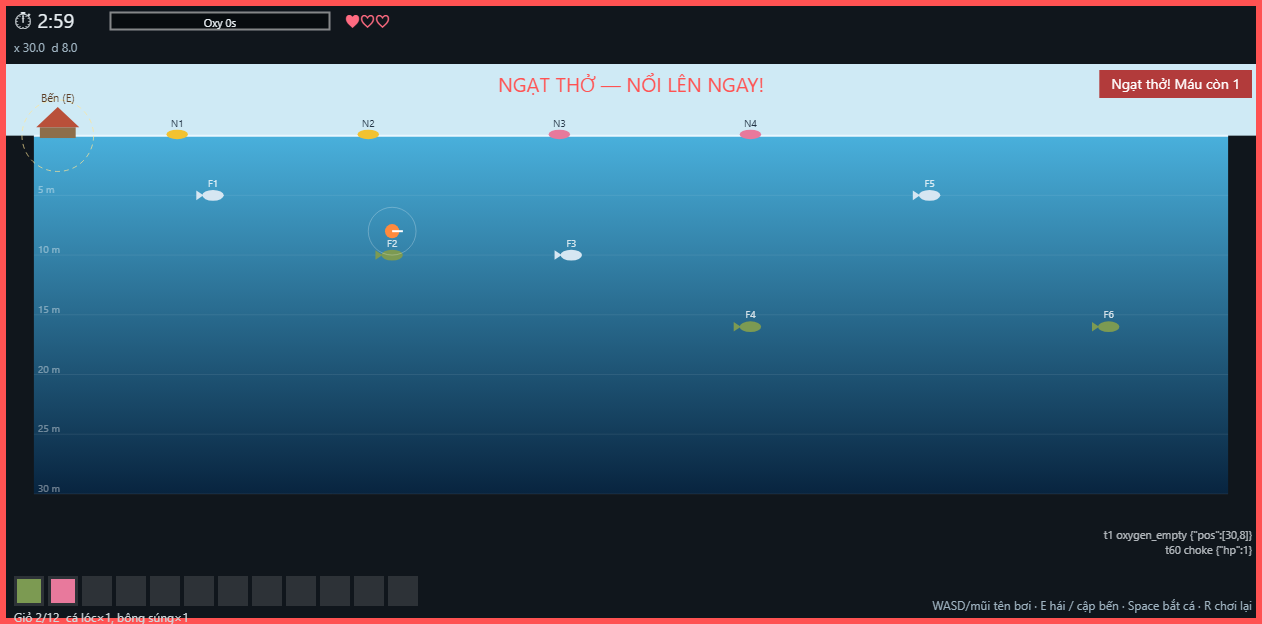 2:59
Oxy 0s
x 30.0 d 8.0
NGẠT THỞ — NỔI LÊN NGAY!
Ngạt thở! Máu còn 1
Bến (E)
N1
N2
N3
N4
F1
F5
5 m
F2
F3
10 m
F4
F6
15 m
20 m
25 m
30 m
t1 oxygen_empty {"pos":[30,8]}
t60 choke {"hp":1}
Giỏ 2/12 cá lóc×1, bông súng×1
WASD/mũi tên bơi · E hái / cập bến · Space bắt cá · R chơi lại